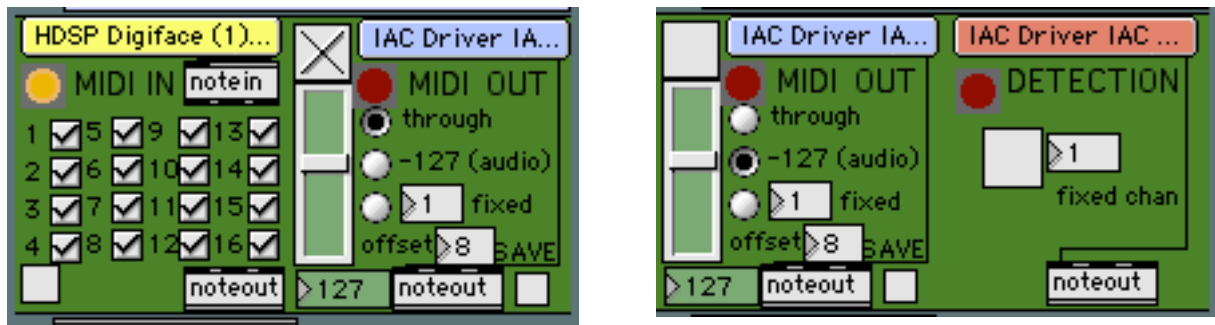 HDSP Digiface (1)...
IAC Driver IA...
MIDI IN
notein
MIDI OUT
1 5 9 13
through
2 6 10 14
-127 (audio)
3 7 11 15
1 fixed
4 8 12 16
offset 8 SAVE
noteout
127
noteout
IAC Driver IA...
IAC Driver IAC ...
MIDI OUT
DETECTION
through
-127 (audio)
1
1 fixed
fixed chan
offset 8 SAVE
127
noteout
noteout